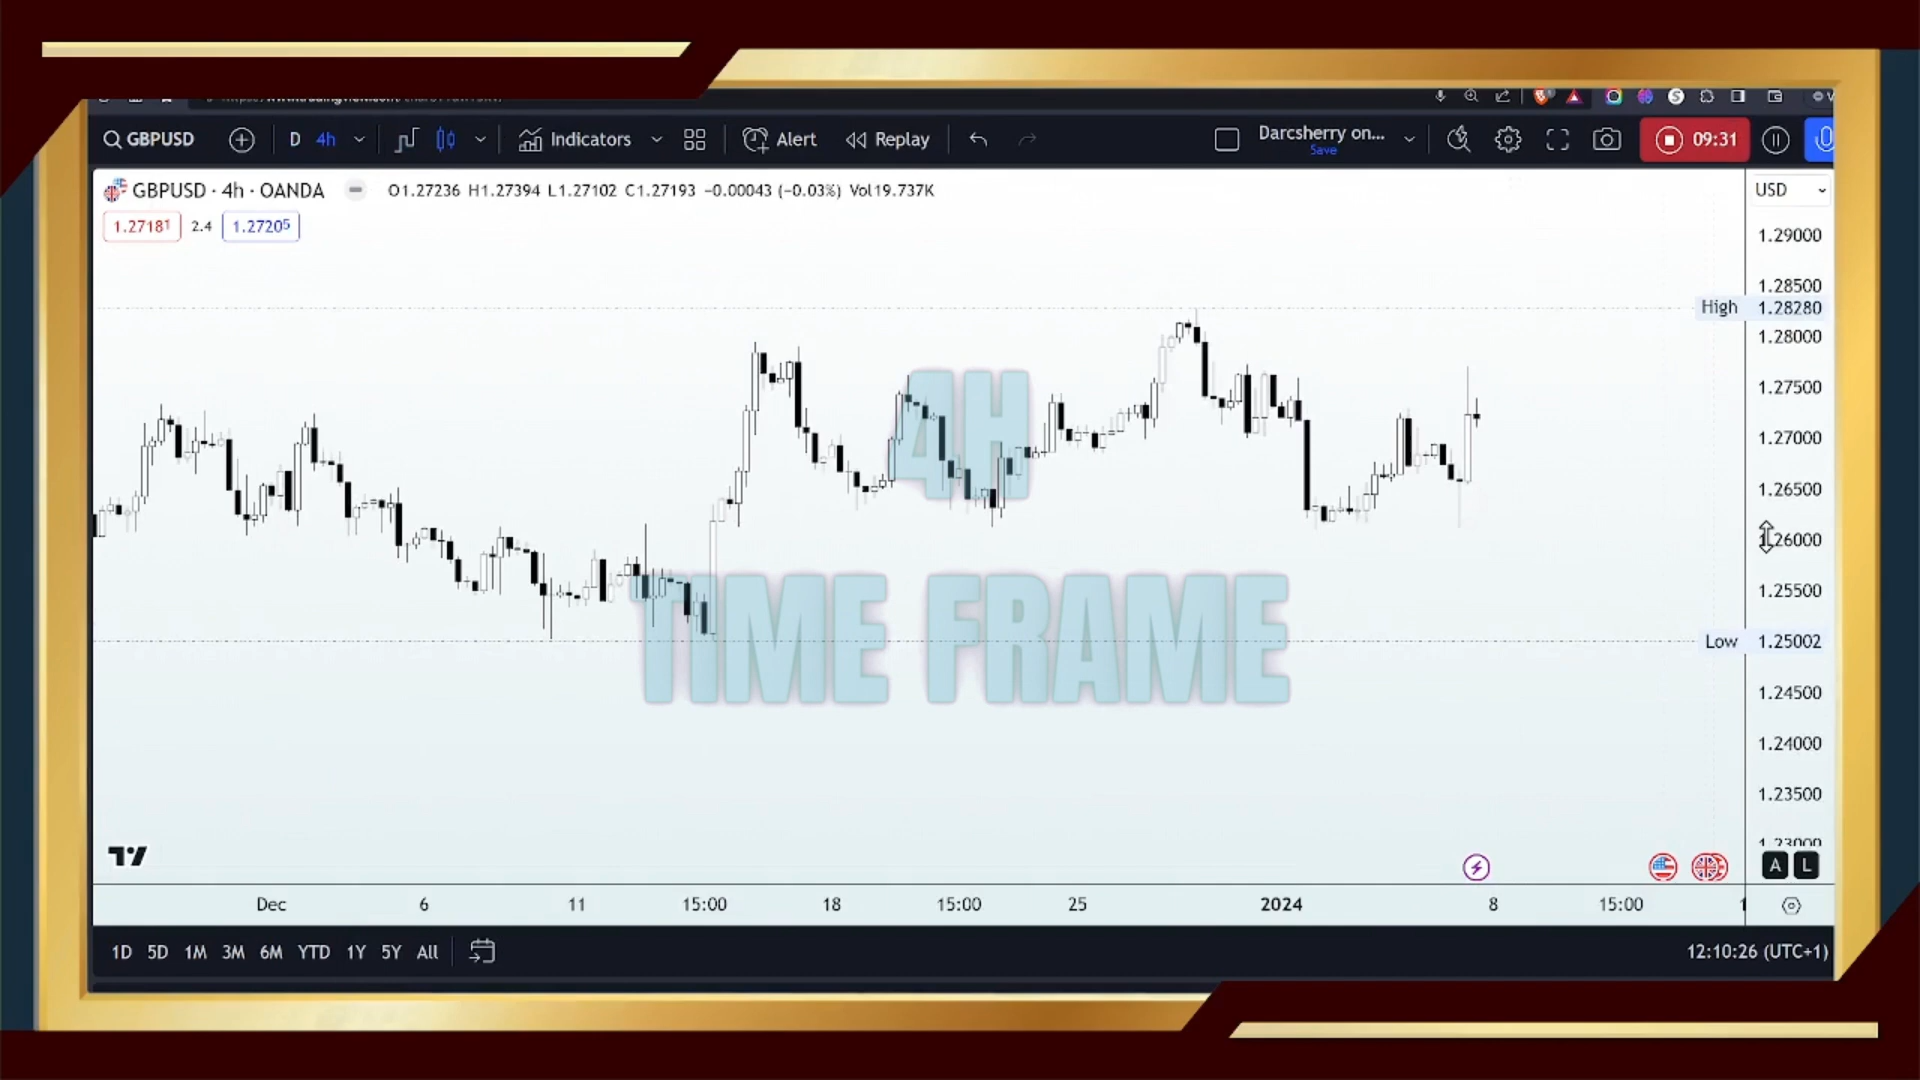 GBPUSD D 4h Indicators Alert Replay Darcsherry on... Save 09:31
GBPUSD · 4h · OANDA O1.27236 H1.27394 L1.27102 C1.27193 −0.00043 (−0.03%) Vol19.737K USD
1.27181 2.4 1.27205
1.29000
1.28500
High 1.28280
1.28000
1.27500
4H
1.27000
1.26500
1.26000
1.25500
TIME FRAME
Low 1.25002
1.24500
1.24000
1.23500
1.23000
A L
Dec 6 11 15:00 18 15:00 25 2024 8 15:00
1D 5D 1M 3M 6M YTD 1Y 5Y All 12:10:26 (UTC+1)